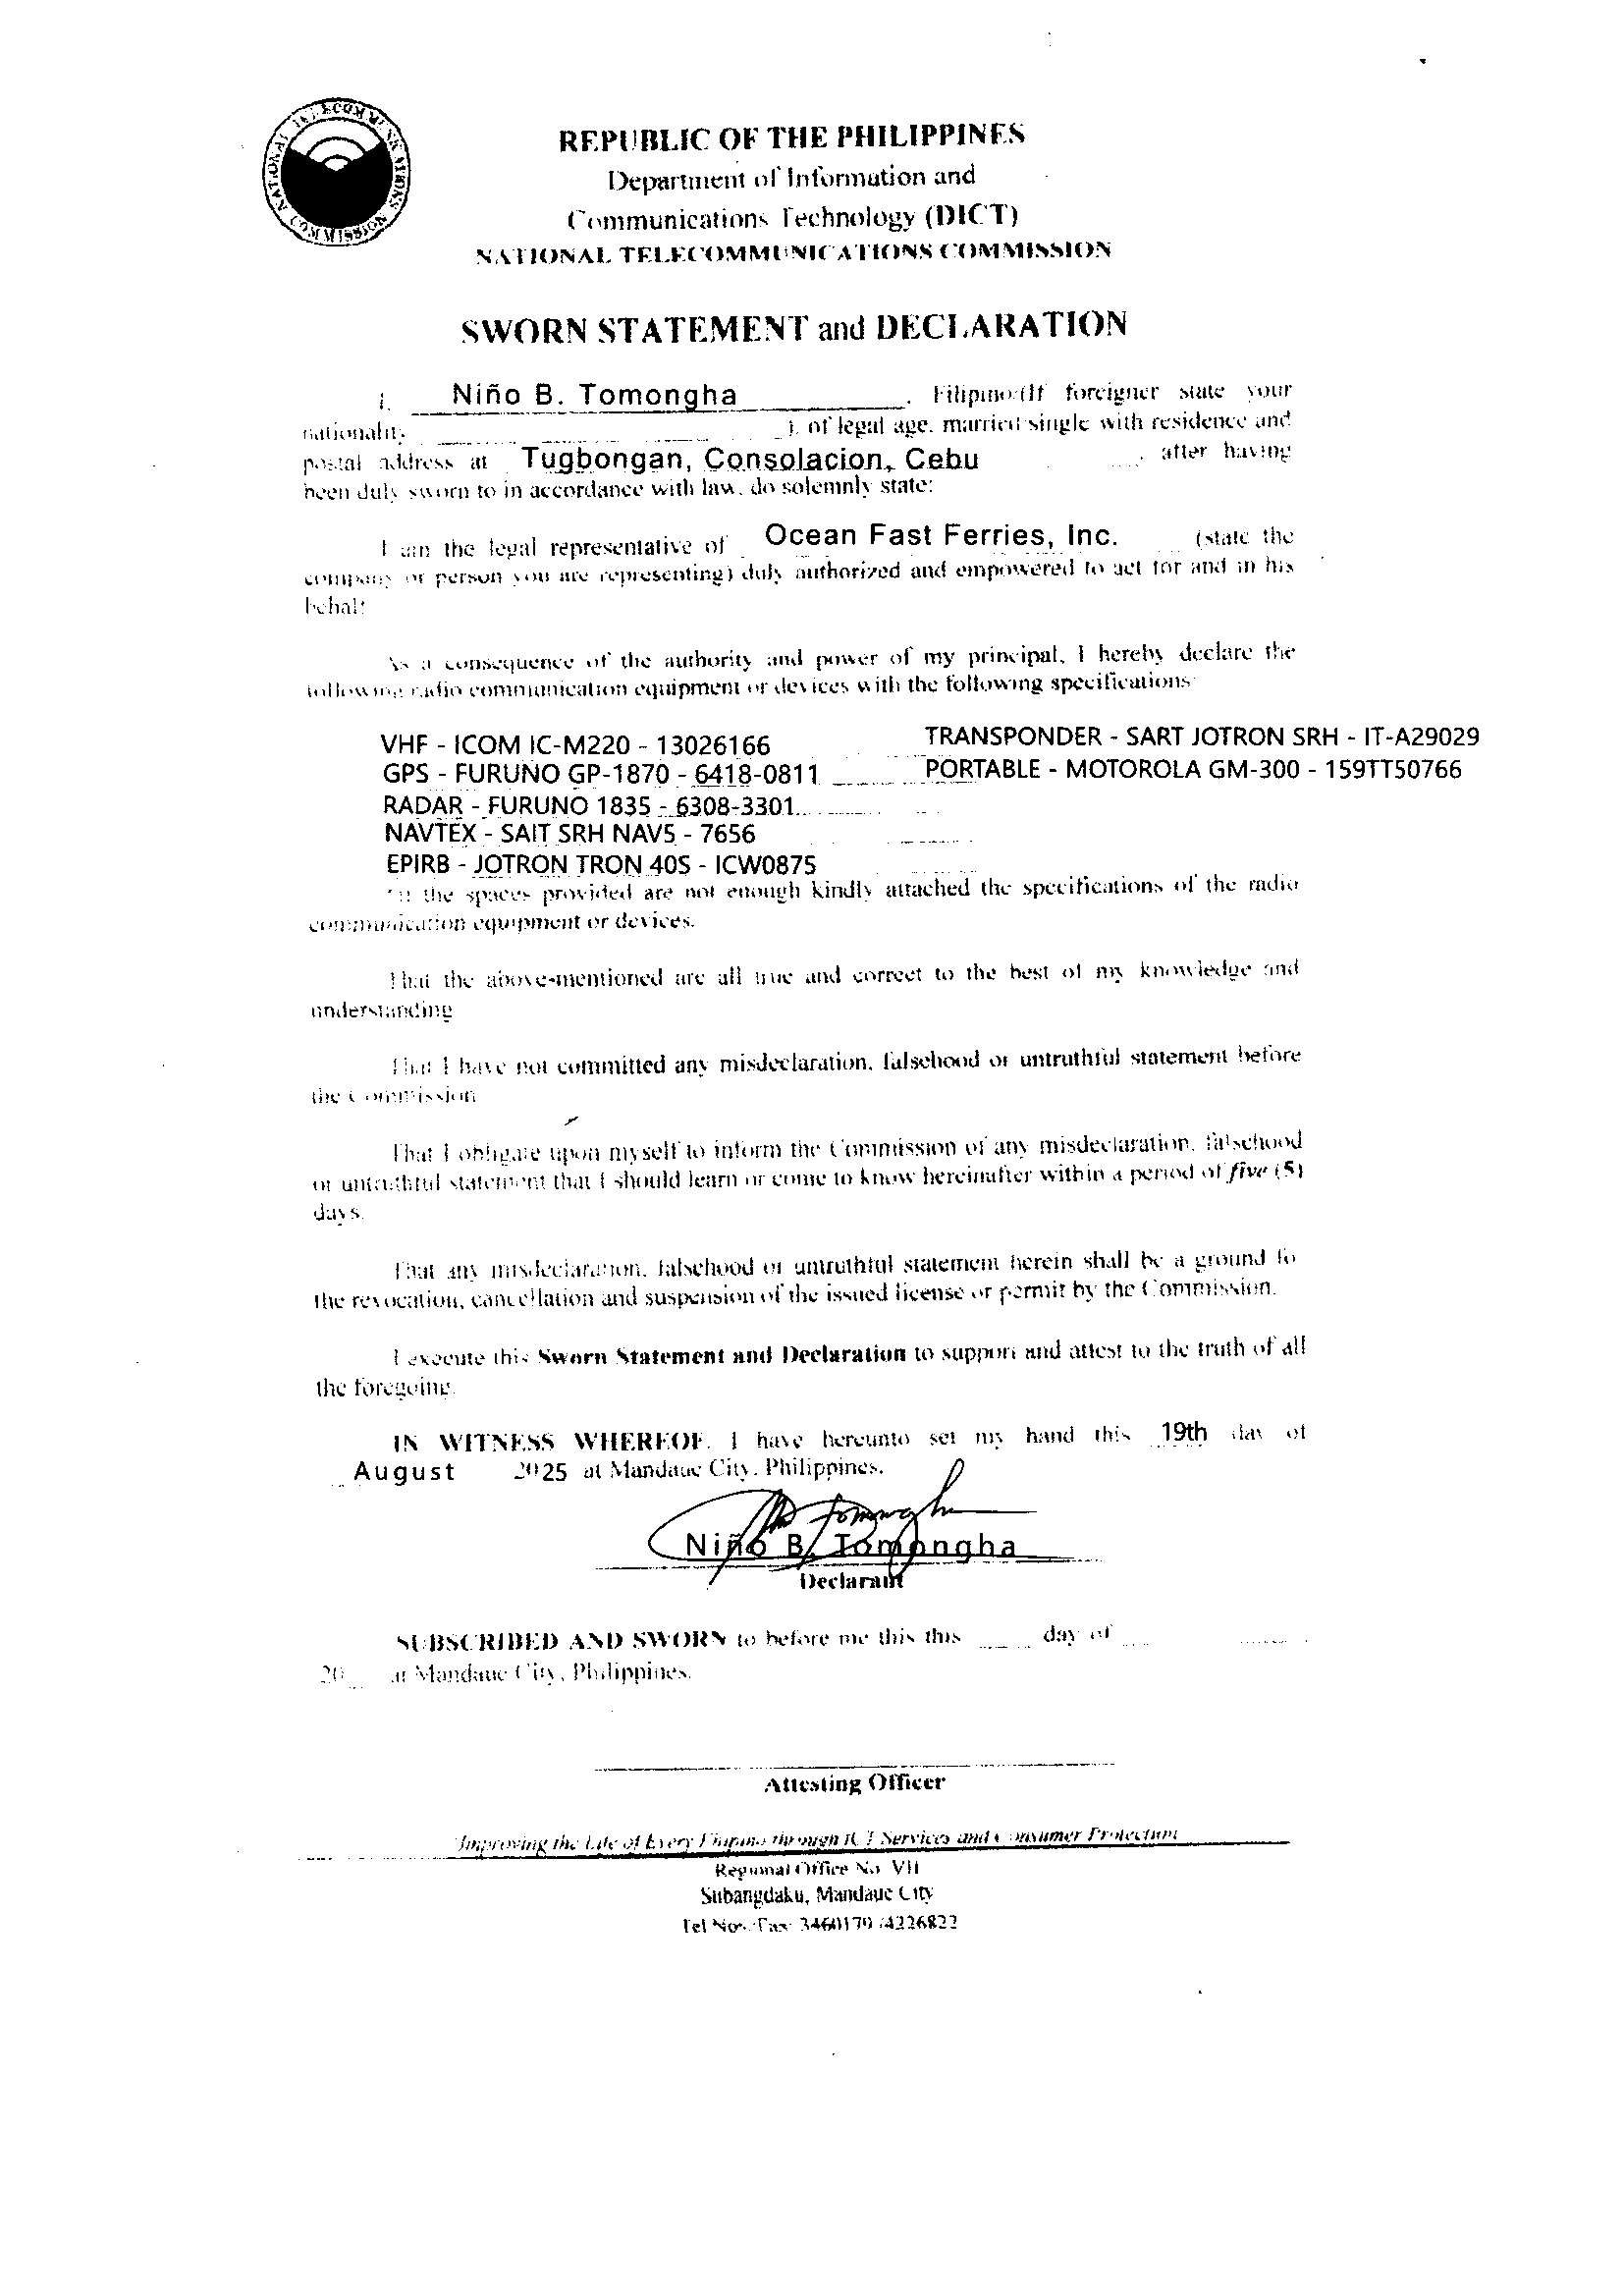 NATIONAL TELECOMMUNICATIONS COMMISSION
REPUBLIC OF THE PHILIPPINES
Department of Information and
Communications Technology (DICT)
NATIONAL TELECOMMUNICATIONS COMMISSION
SWORN STATEMENT and DECLARATION
I, Niño B. Tomongha, Filipino (If foreigner state your
nationality ), of legal age, married/single with residence and
postal address at Tugbongan, Consolacion, Cebu, after having
been duly sworn to in accordance with law, do solemnly state:
I am the legal representative of Ocean Fast Ferries, Inc. (state the
company or person you are representing) duly authorized and empowered to act for and in his
behalf
As a consequence of the authority and power of my principal, I hereby declare the
following radio communication equipment or devices with the following specifications
VHF - ICOM IC-M220 - 13026166 TRANSPONDER - SART JOTRON SRH - IT-A29029
GPS - FURUNO GP-1870 - 6418-0811 PORTABLE - MOTOROLA GM-300 - 159TT50766
RADAR - FURUNO 1835 - 6308-3301
NAVTEX - SAIT SRH NAV5 - 7656
EPIRB - JOTRON TRON 40S - ICW0875
the spaces provided are not enough kindly attached the specifications of the radio
communication equipment or devices.
That the above-mentioned are all true and correct to the best of my knowledge and
understanding
That I have not committed any misdeclaration, falsehood or untruthful statement before
the Commission
That I obligate upon myself to inform the Commission of any misdeclaration, falsehood
or untruthful statement that I should learn or come to know hereinafter within a period of five (5)
days.
That any misdeclaration, falsehood or untruthful statement herein shall be a ground fo
the revocation, cancellation and suspension of the issued license or permit by the Commission.
I execute this Sworn Statement and Declaration to support and attest to the truth of all
the foregoing.
IN WITNESS WHEREOF, I have hereunto set my hand this 19th day of
August 2025 at Mandaue City, Philippines.
Niño B. Tomongha
Declarant
SUBSCRIBED AND SWORN to before me this this ___ day of ___
20__ at Mandaue City, Philippines.
Attesting Officer
Improving the Life of Every Filipino through ICT Services and Consumer Protection
Regional Office No. VII
Subangdaku, Mandaue City
Tel Nos./Fax: 3460170 /4226822